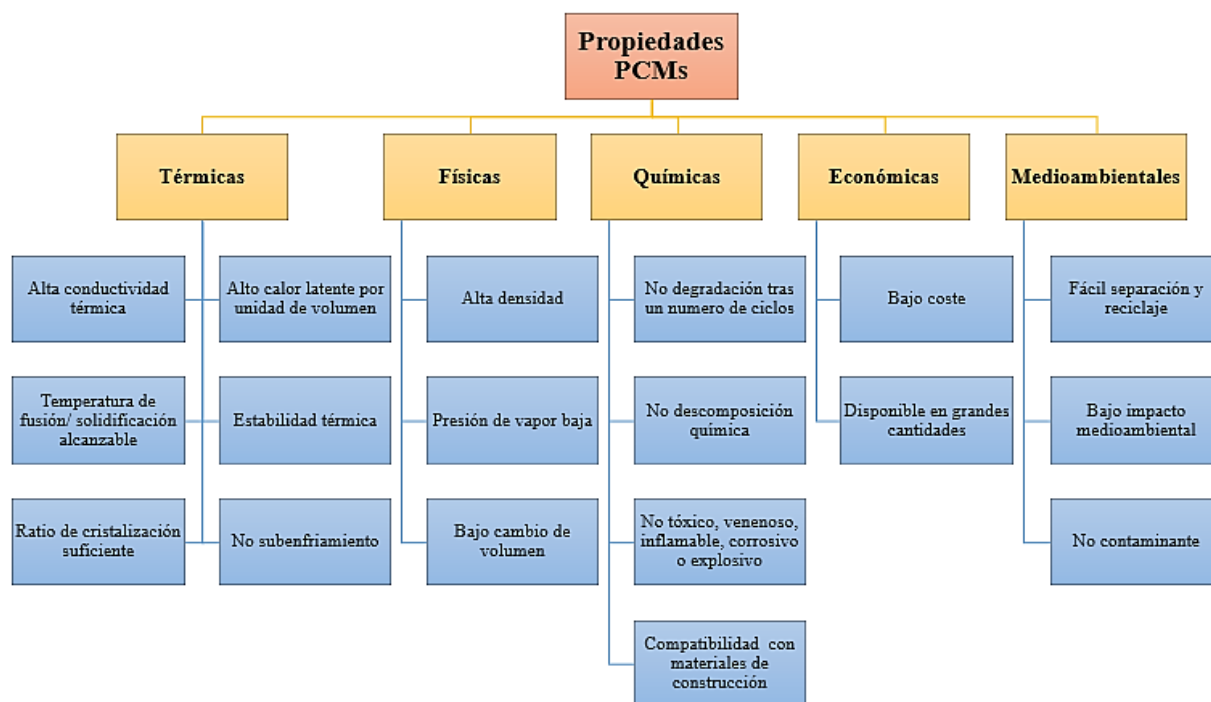 Propiedades
PCMs
Térmicas
Físicas
Químicas
Económicas
Medioambientales
Alta conductividad
térmica
Alto calor latente por
unidad de volumen
Alta densidad
No degradación tras
un numero de ciclos
Bajo coste
Fácil separación y
reciclaje
Temperatura de
fusión/ solidificación
alcanzable
Estabilidad térmica
Presión de vapor baja
No descomposición
química
Disponible en grandes
cantidades
Bajo impacto
medioambiental
Ratio de cristalización
suficiente
No subenfriamiento
Bajo cambio de
volumen
No tóxico, venenoso,
inflamable, corrosivo
o explosivo
No contaminante
Compatibilidad con
materiales de
construcción